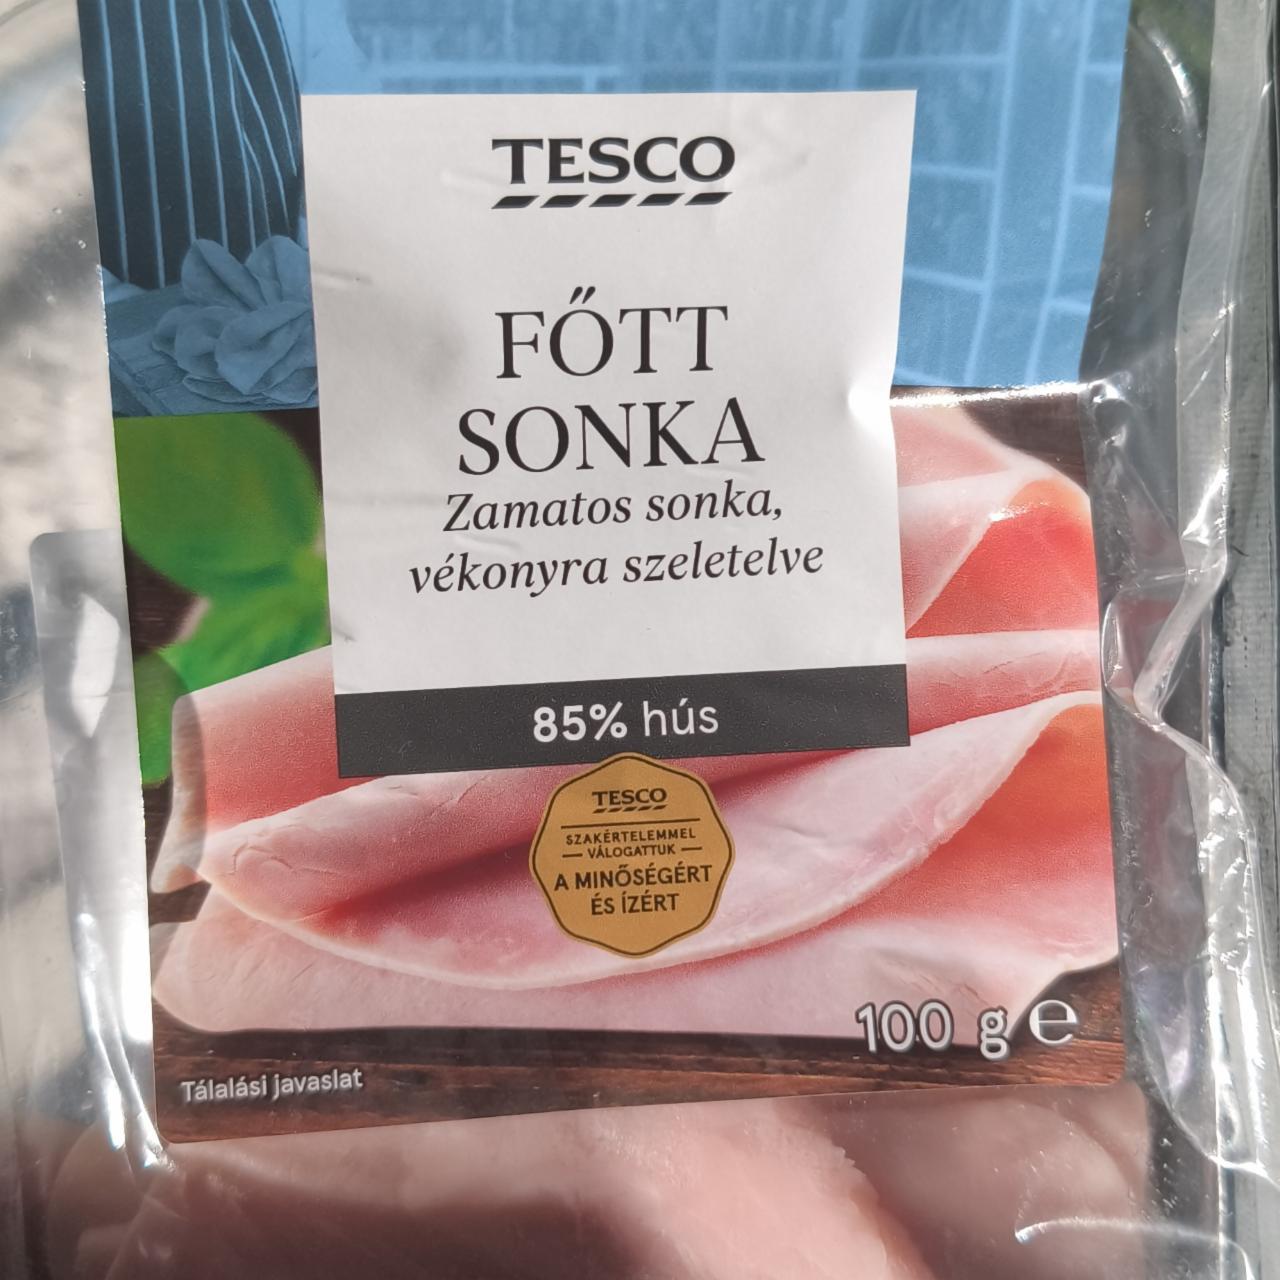 TESCO
FŐTT
SONKA
Zamatos sonka,
vékonyra szeletelve
85% hús
TESCO
SZAKÉRTELEMMEL
VÁLOGATTUK
A MINŐSÉGÉRT
ÉS ÍZÉRT
100 g ℮
Tálalási javaslat